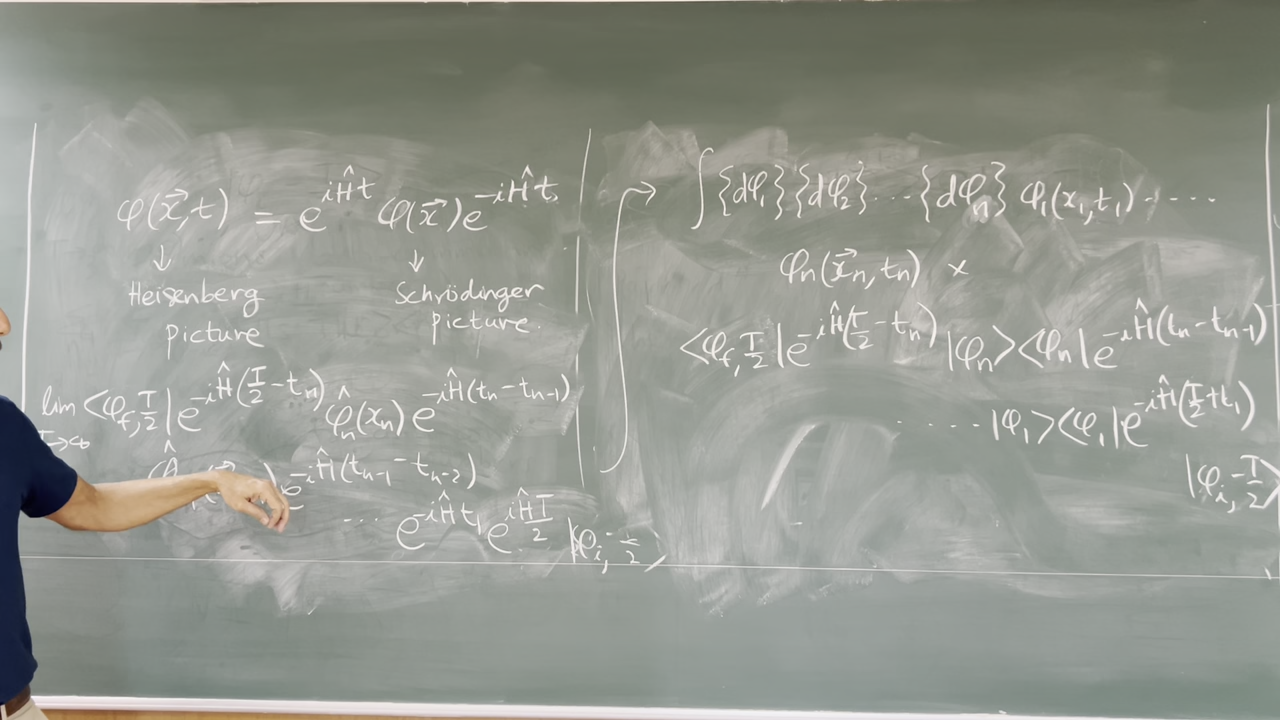 φ(x⃗,t) = e^{iĤt} φ(x⃗)e^{-iĤt}
↓ ↓
Heisenberg picture
Schrödinger picture.
lim <φ_f, T/2 | e^{-iĤ(T/2 - t_n)} φ̂_n(x_n) e^{-iĤ(t_n - t_{n-1})}
T→∞
e^{-iĤ(t_{n-1} - t_{n-2})}
... e^{-iĤt_1} e^{iĤT/2} |φ_i, -T/2>
→ ∫{dφ_1}{dφ_2}...{dφ_n} φ_1(x_1,t_1).....
φ_n(x⃗_n, t_n) ×
<φ_f, T/2 | e^{-iĤ(T/2 - t_n)} |φ_n><φ_n| e^{-iĤ(t_n - t_{n-1})}
..... |φ_1><φ_1| e^{-iĤ(T/2 + t_1)}
|φ_i, -T/2>